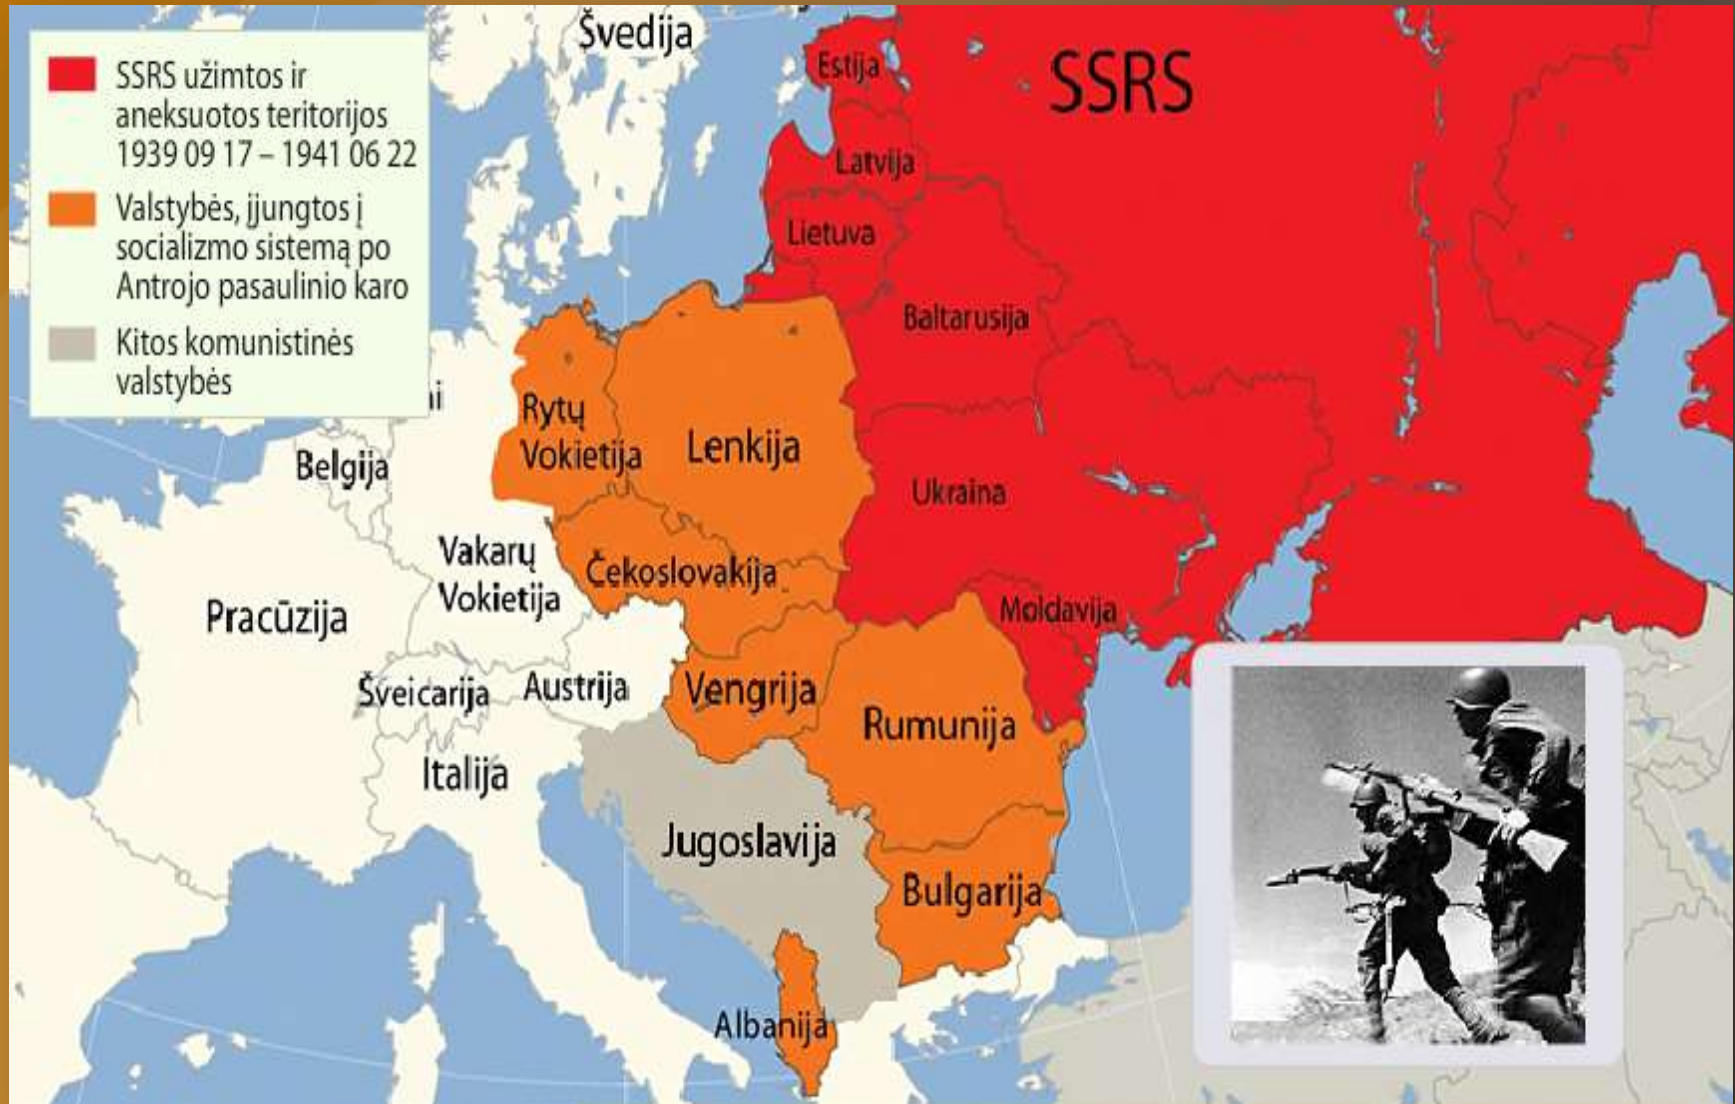 SSRS užimtos ir
aneksuotos teritorijos
1939 09 17 – 1941 06 22
Valstybės, įjungtos į
socializmo sistemą po
Antrojo pasaulinio karo
Kitos komunistinės
valstybės
Švedija
Estija
SSRS
Latvija
Lietuva
Baltarusija
Rytų
Vokietija
Lenkija
Belgija
Ukraina
Vakarų
Vokietija
Čekoslovakija
Pracūzija
Moldavija
Šveicarija
Austrija
Vengrija
Rumunija
Italija
Jugoslavija
Bulgarija
Albanija